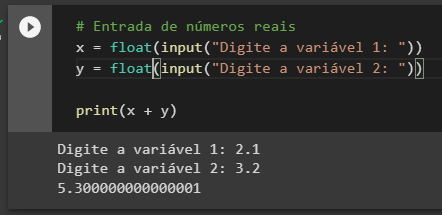 # Entrada de números reais
x = float(input("Digite a variável 1: "))
y = float(input("Digite a variável 2: "))
print(x + y)
Digite a variável 1: 2.1
Digite a variável 2: 3.2
5.300000000000001